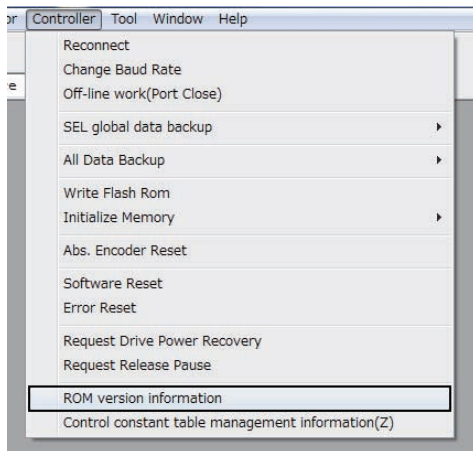 or Controller Tool Window Help
e
Reconnect
Change Baud Rate
Off-line work(Port Close)
SEL global data backup
All Data Backup
Write Flash Rom
Initialize Memory
Abs. Encoder Reset
Software Reset
Error Reset
Request Drive Power Recovery
Request Release Pause
ROM version information
Control constant table management information(Z)